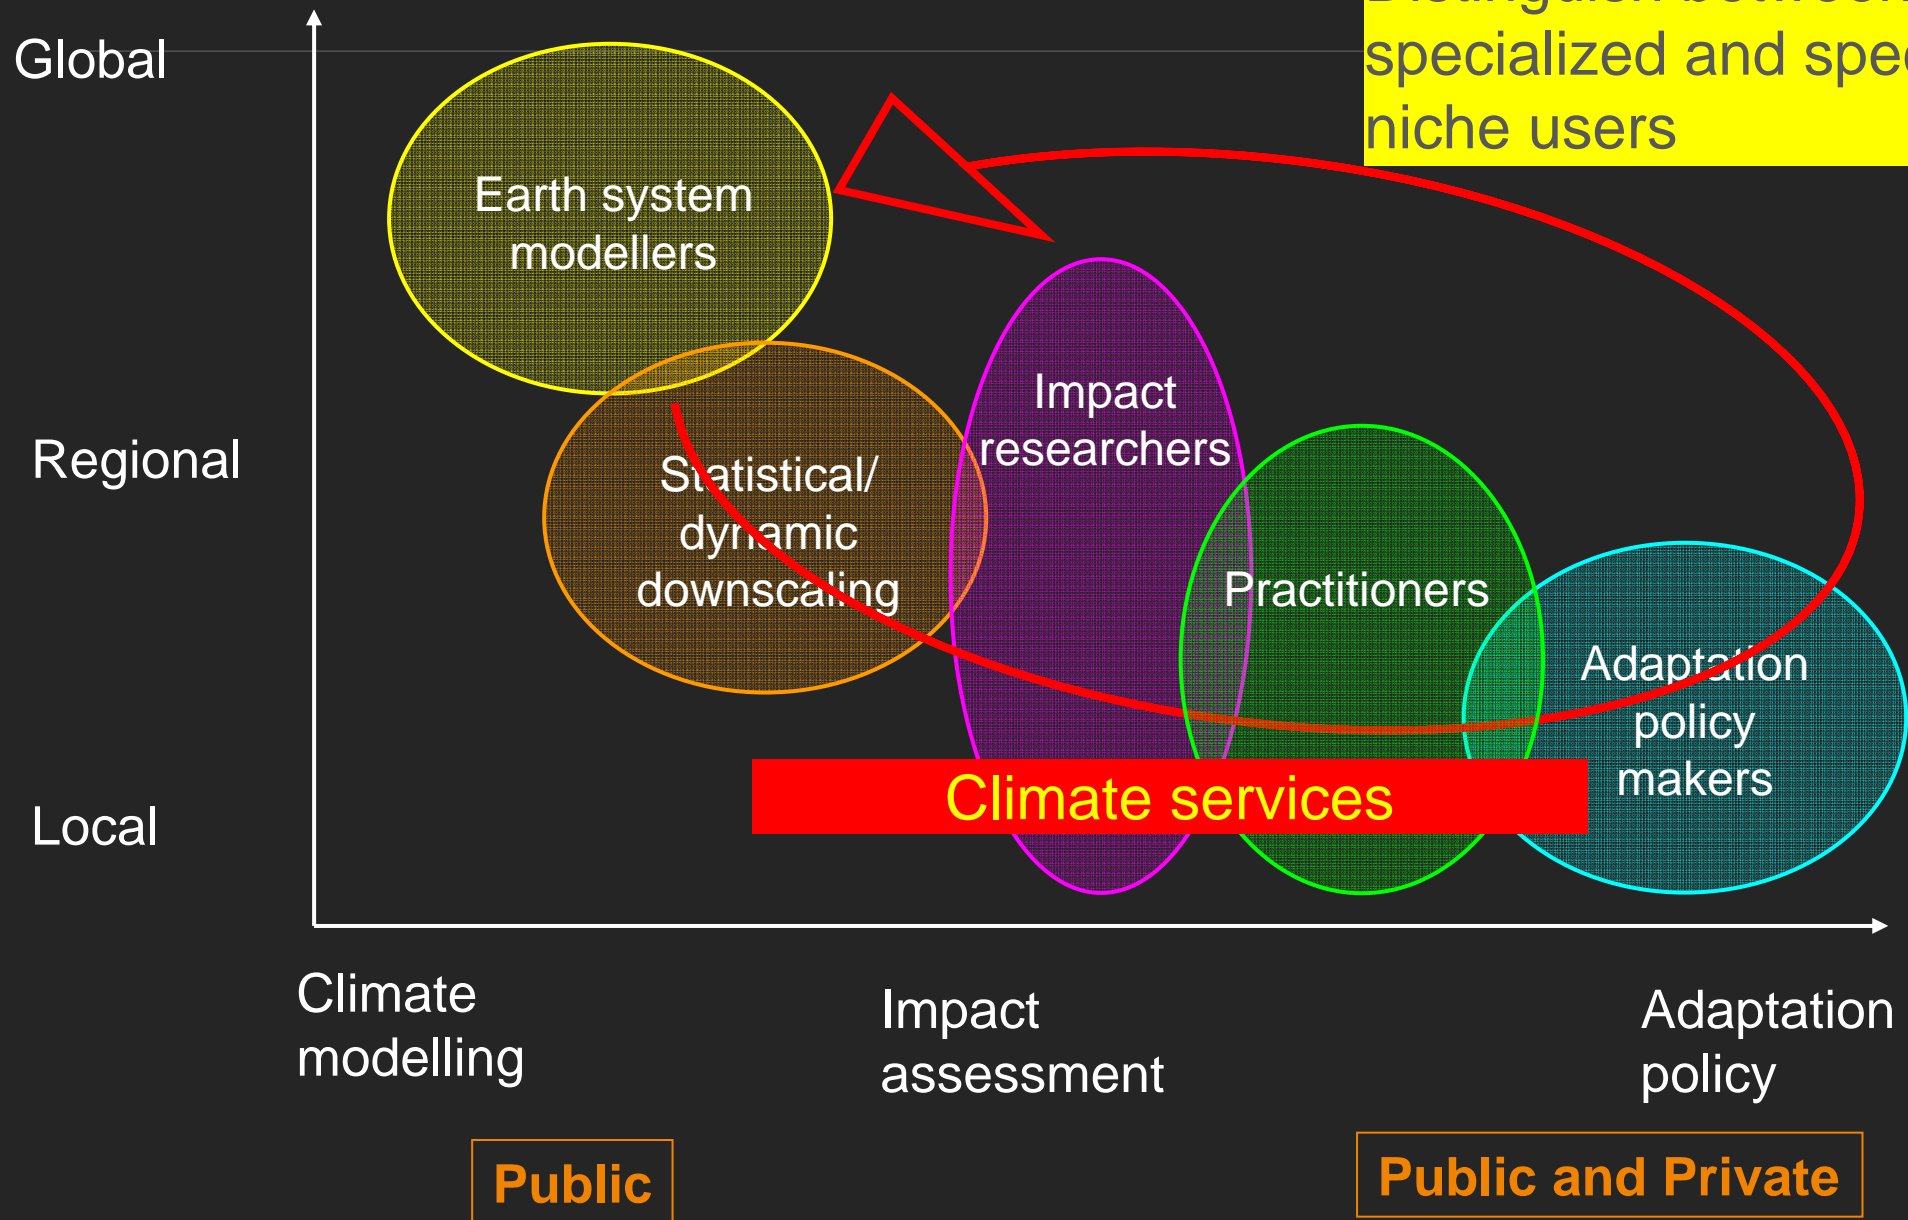 Global
specialized and
niche users
Earth system
modellers
Impact
researchers
Regional
Statistical/
dynamic
downscaling
Practitioners
Adaptation
policy
makers
Climate services
Local
Climate
modelling
Impact
assessment
Adaptation
policy
Public
Public and Private